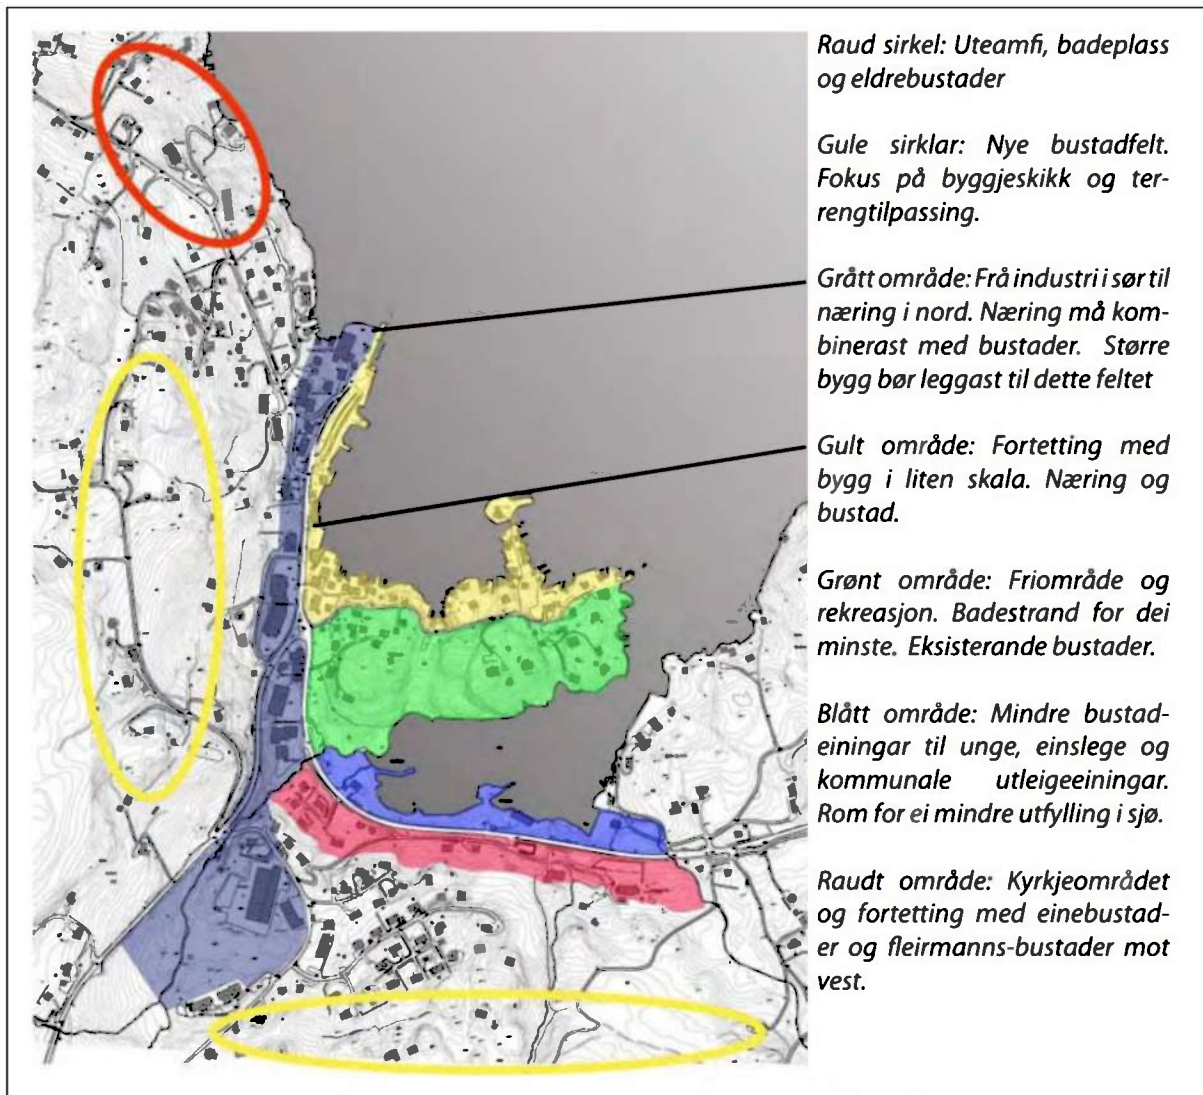 Raud sirkel: Uteamfi, badeplass
og eldrebustader
Gule sirklar: Nye bustadfelt.
Fokus på byggjeskikk og ter-
rengtilpassing.
Grått område: Frå industri i sør til
næring i nord. Næring må kom-
binerast med bustader. Større
bygg bør leggast til dette feltet
Gult område: Fortetting med
bygg i liten skala. Næring og
bustad.
Grønt område: Friområde og
rekreasjon. Badestrand for dei
minste. Eksisterande bustader.
Blått område: Mindre bustad-
einingar til unge, einslege og
kommunale utleigeeiningar.
Rom for ei mindre utfylling i sjø.
Raudt område: Kyrkjeområdet
og fortetting med einebustad-
er og fleirmanns-bustader mot
vest.